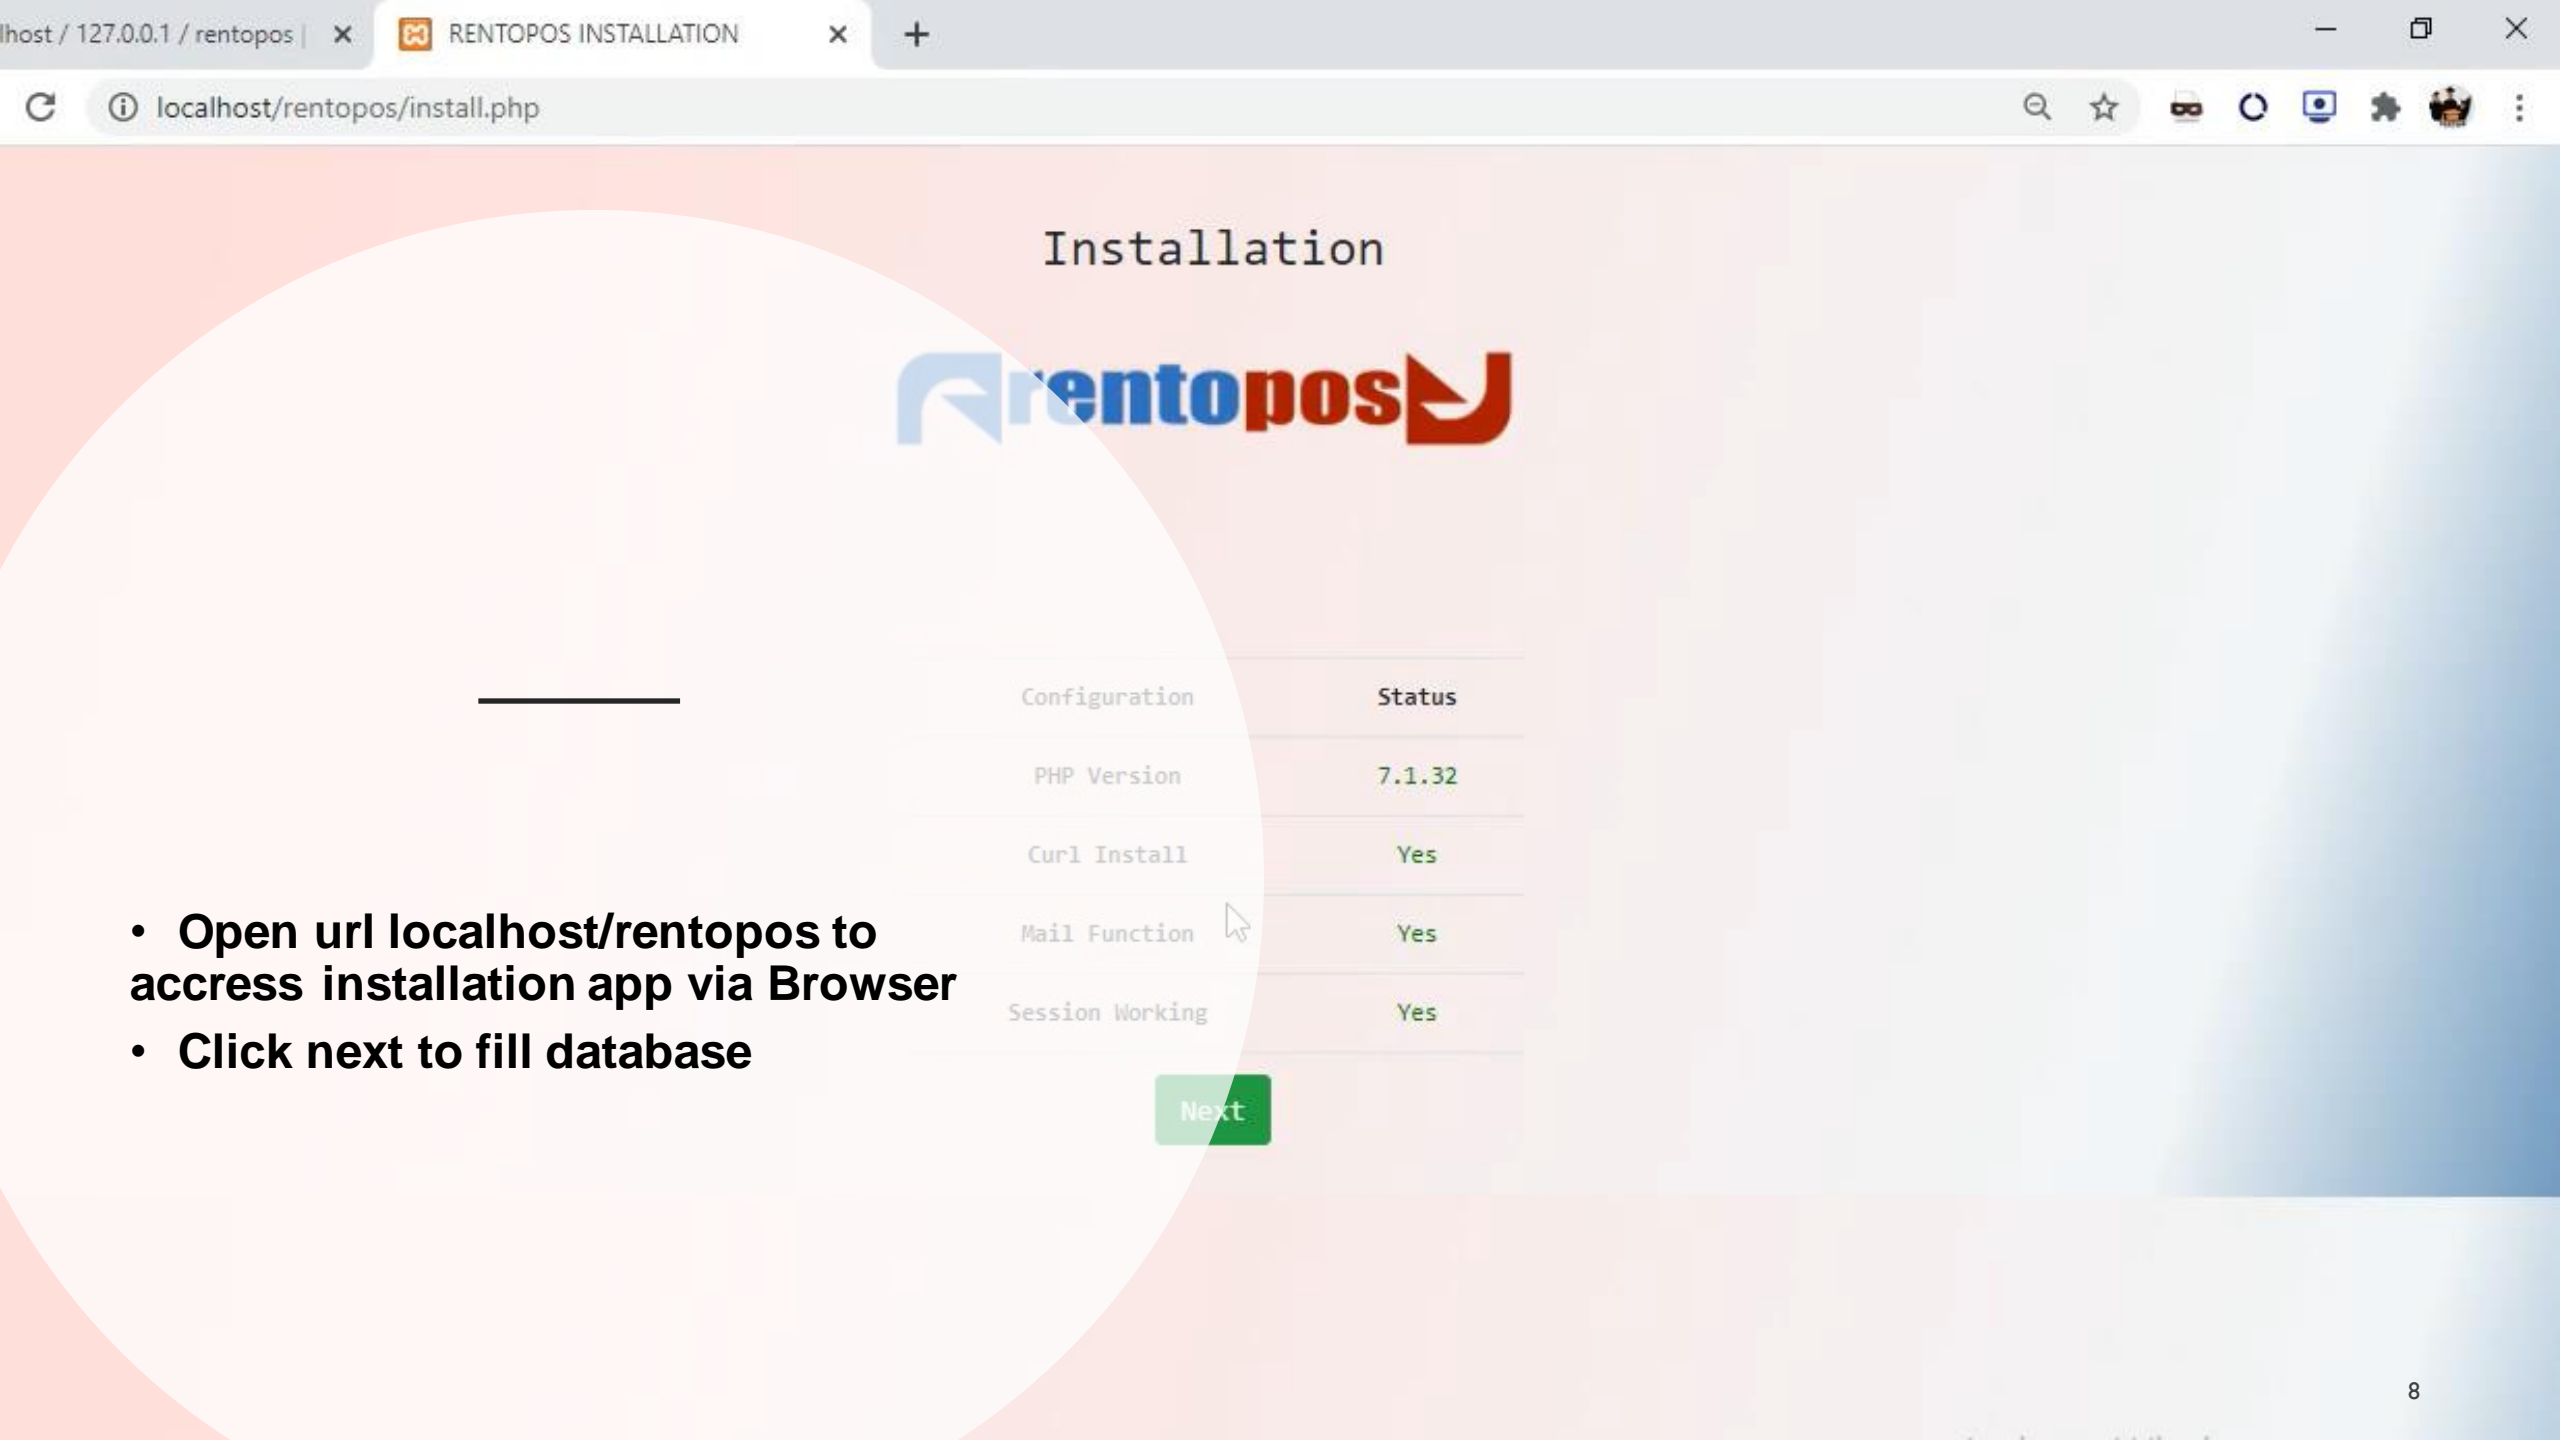 lhost / 127.0.0.1 / rentopos |
RENTOPOS INSTALLATION
localhost/rentopos/install.php
Installation
rentopos
Configuration Status
PHP Version 7.1.32
Curl Install Yes
Mail Function Yes
Session Working Yes
Next
• Open url localhost/rentopos to
accress installation app via Browser
• Click next to fill database
8